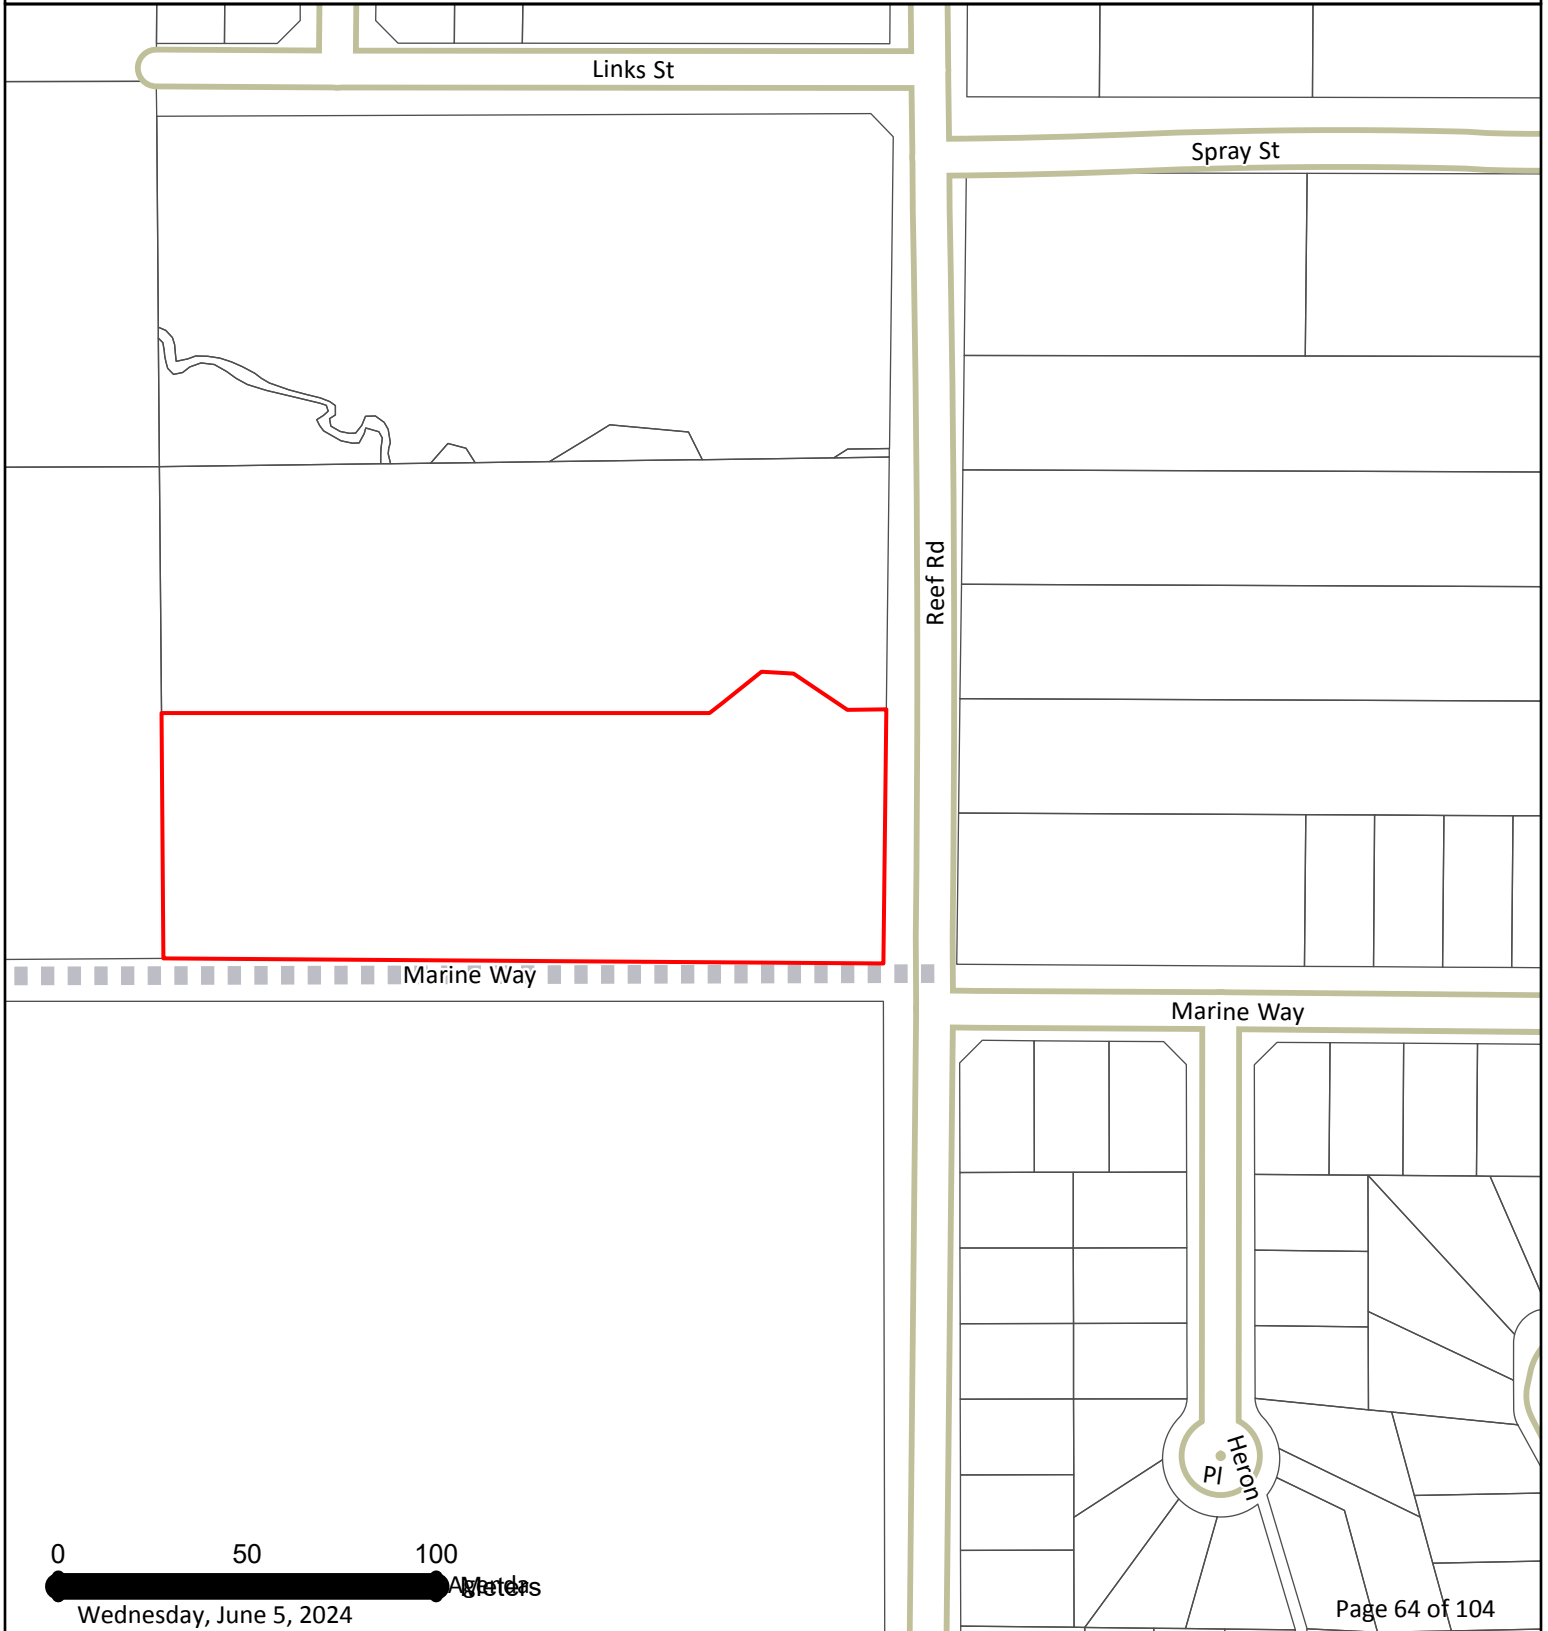 Links St
Spray St
Reef Rd
Marine Way
Marine Way
Heron
Pl
0 50 100
Agenda
Meters
Wednesday, June 5, 2024
Page 64 of 104